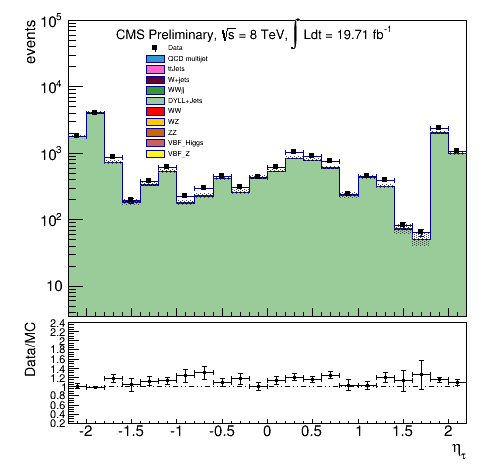 CMS Preliminary, √s = 8 TeV, ∫ Ldt = 19.71 fb⁻¹
events
Data
QCD multijet
ttJets
W+jets
WWjj
DYLL+Jets
WW
WZ
ZZ
VBF_Higgs
VBF_Z
10⁵
10⁴
10³
10²
10
Data/MC
2.4
2.2
2
1.8
1.6
1.4
1.2
1
0.8
0.6
0.4
0.2
-2 -1.5 -1 -0.5 0 0.5 1 1.5 2
η_τ